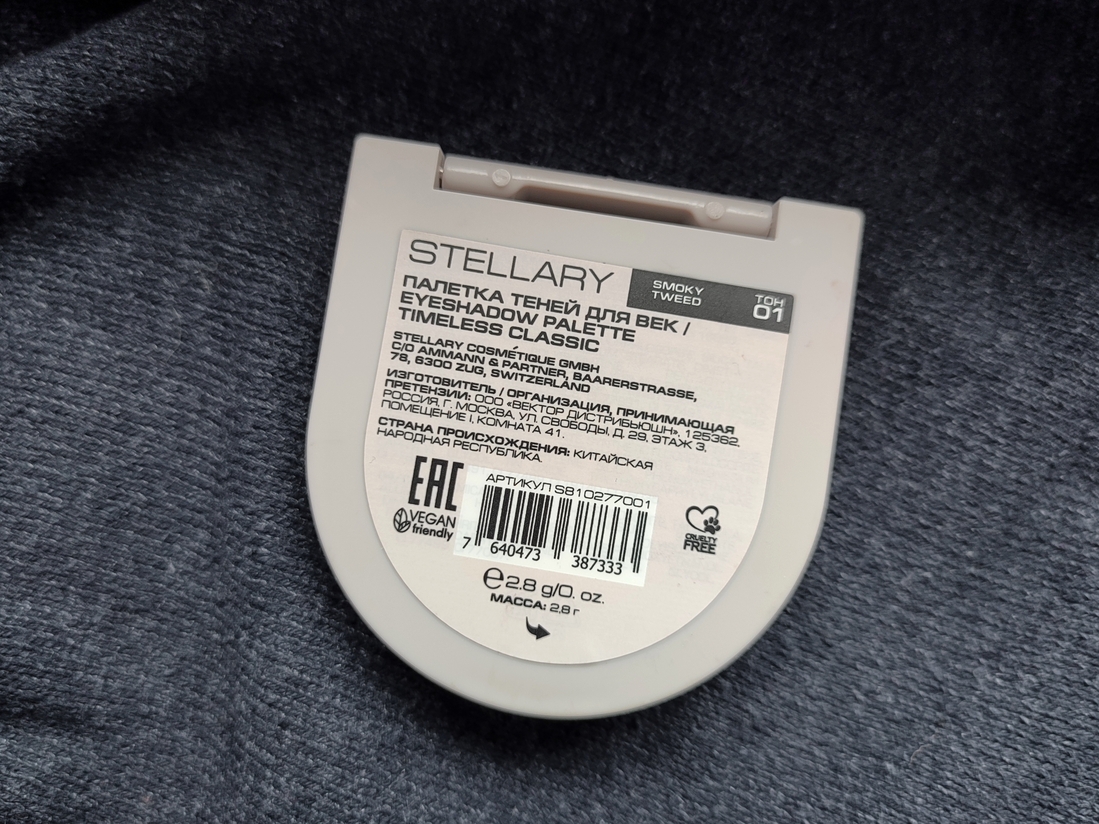 STELLARY
SMOKY
TWEED
ТОН
01
ПАЛЕТКА ТЕНЕЙ ДЛЯ ВЕК /
EYESHADOW PALETTE
TIMELESS CLASSIC
STELLARY COSMÉTIQUE GMBH
C/O AMMANN & PARTNER, BAARERSTRASSE,
78, 6300 ZUG, SWITZERLAND
ИЗГОТОВИТЕЛЬ / ОРГАНИЗАЦИЯ, ПРИНИМАЮЩАЯ
ПРЕТЕНЗИИ: ООО «ВЕКТОР ДИСТРИБЬЮШН», 125362,
РОССИЯ, Г. МОСКВА, УЛ. СВОБОДЫ, Д. 29, ЭТАЖ 3,
ПОМЕЩЕНИЕ I, КОМНАТА 41.
СТРАНА ПРОИСХОЖДЕНИЯ: КИТАЙСКАЯ
НАРОДНАЯ РЕСПУБЛИКА.
EAC
VEGAN
friendly
АРТИКУЛ S810277001
7 640473 387333
CRUELTY
FREE
℮2.8 g/0. oz.
МАССА: 2,8 г